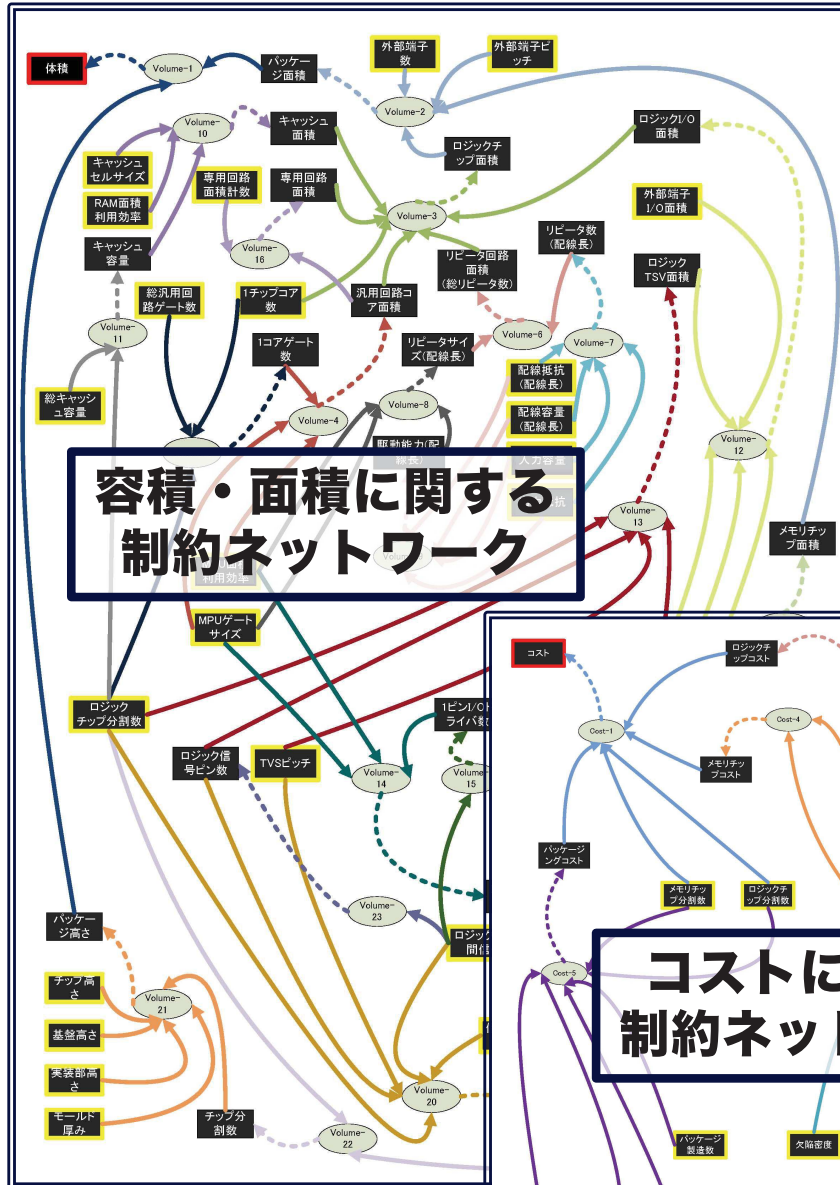 体積
Volume-1
パッケー
ジ面積
外部端子
数
外部端子ピ
ッチ
Volume-2
Volume-
10
キャッシュ
面積
ロジックチ
ップ面積
ロジックI/O
面積
キャッシュ
セルサイズ
RAM面積
利用効率
専用回路
面積計数
専用回路
面積
外部端子
I/O面積
Volume-3
リピータ数
(配線長)
キャッシュ
容量
Volume-
16
リピータ回路
面積
(総リピータ数)
ロジック
TSV面積
総汎用回
路ゲート数
1チップコア
数
汎用回路コ
ア面積
Volume-
11
1コアゲート
数
リピータサイ
ズ(配線長)
Volume-6
Volume-7
配線抵抗
(配線長)
総キャッシ
ュ容量
Volume-4
Volume-8
配線容量
(配線長)
駆動能力(配
線長)
入力容量
Volume-
12
容積・面積に関する
制約ネットワーク
Volume-
13
メモリチッ
プ面積
利用効率
MPUゲート
サイズ
ロジック
チップ分割数
ロジック信
号ピン数
TVSピッチ
1ピンI/Oド
ライバ数
Volume-
14
Volume-
15
Volume-
23
ロジック
間信
パッケー
ジ高さ
チップ高
さ
基盤高さ
実装部高
さ
モールド
厚み
Volume-
21
チップ分
割数
Volume-
22
Volume-
20
コスト
ロジックチ
ップコスト
Cost-1
Cost-4
メモリチッ
プコスト
パッケージ
ングコスト
メモリチッ
プ分割数
ロジックチ
ップ分割数
Cost-5
コストに
制約ネット
パッケージ
製造数
欠陥密度